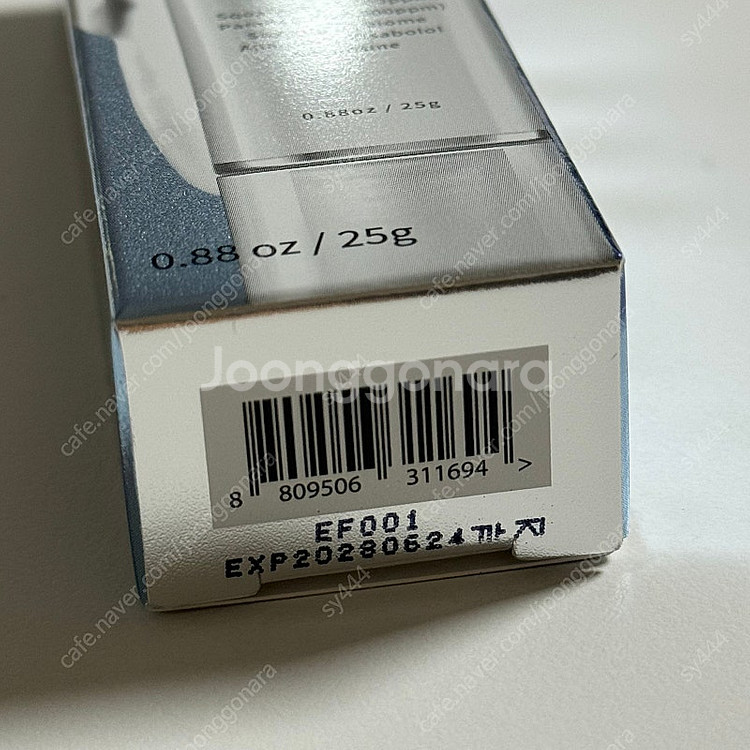 0.88oz / 25g
0.88 oz / 25g
Joonggonara
8 809506 311694 >
EF001
EXP20280624까지
cafe.naver.com/joonggonara
sy444